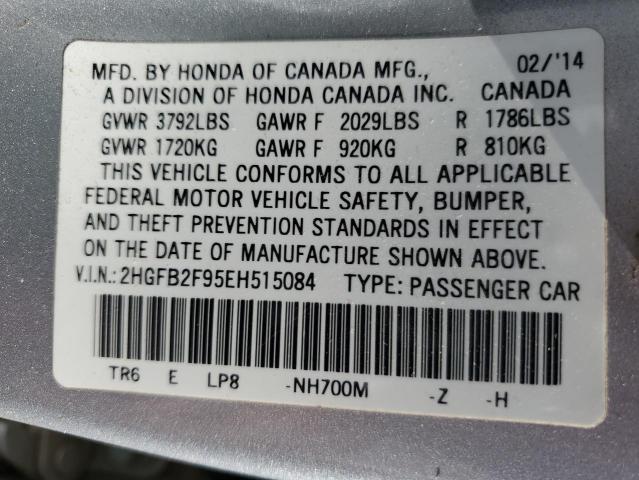 MFD. BY HONDA OF CANADA MFG., 02/'14
A DIVISION OF HONDA CANADA INC. CANADA
GVWR 3792LBS GAWR F 2029LBS R 1786LBS
GVWR 1720KG GAWR F 920KG R 810KG
THIS VEHICLE CONFORMS TO ALL APPLICABLE
FEDERAL MOTOR VEHICLE SAFETY, BUMPER,
AND THEFT PREVENTION STANDARDS IN EFFECT
ON THE DATE OF MANUFACTURE SHOWN ABOVE.
V.I.N.:2HGFB2F95EH515084 TYPE: PASSENGER CAR
TR6 E LP8 -NH700M -Z -H